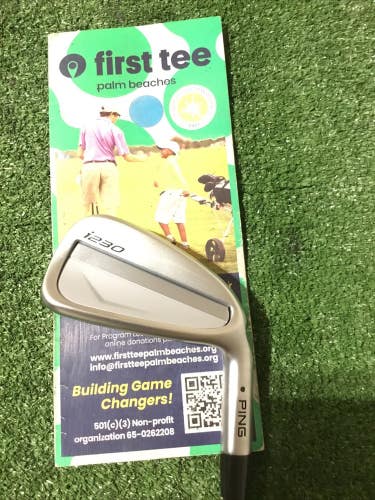 first tee
palm beaches
i230
For Program
online donations
www.firstteepalmbeaches.org
info@firstteepalmbeaches.org
Building Game
Changers!
501(c)(3) Non-profit
organization 65-0262208
PING